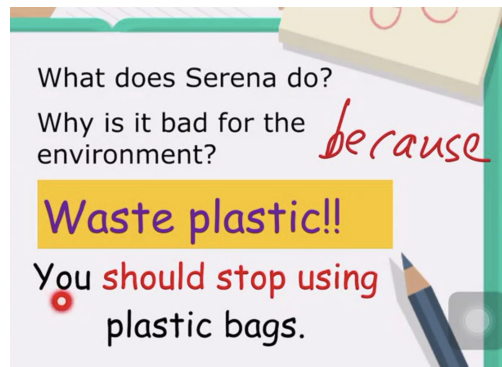 What does Serena do?
Why is it bad for the
environment?
because
Waste plastic!!
You should stop using
plastic bags.